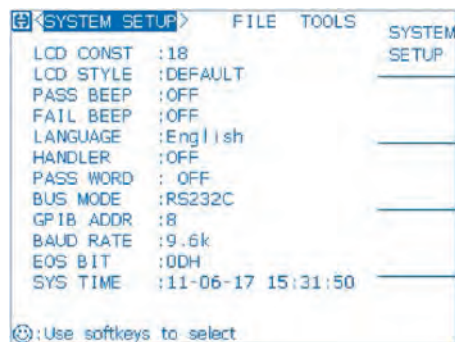 <SYSTEM SETUP> FILE TOOLS
SYSTEM
SETUP
LCD CONST :18
LCD STYLE :DEFAULT
PASS BEEP :OFF
FAIL BEEP :OFF
LANGUAGE :English
HANDLER :OFF
PASS WORD : OFF
BUS MODE :RS232C
GPIB ADDR :8
BAUD RATE :9.6k
EOS BIT :0DH
SYS TIME :11-06-17 15:31:50
:Use softkeys to select